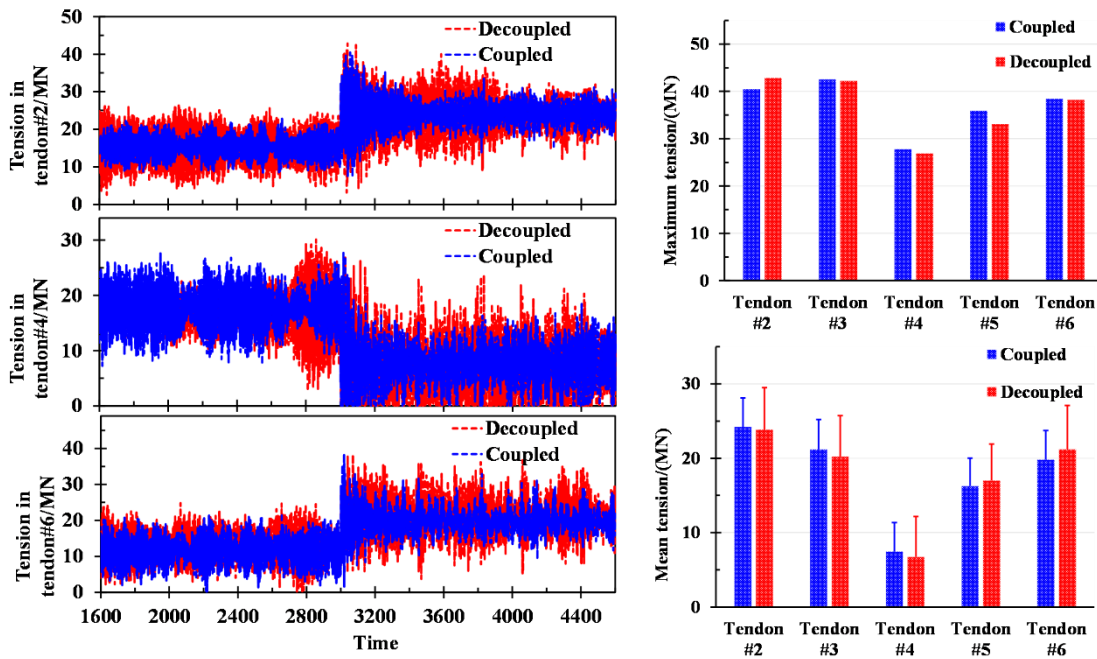 Tension in
tendon#2/MN
50
40
30
20
10
0
Decoupled
Coupled
Tension in
tendon#4/MN
30
20
10
0
Decoupled
Coupled
Tension in
tendon#6/MN
40
30
20
10
0
Decoupled
Coupled
1600 2000 2400 2800 3200 3600 4000 4400
Time
Maximum tension/(MN)
50
40
30
20
10
0
Coupled
Decoupled
Tendon Tendon Tendon Tendon Tendon
#2 #3 #4 #5 #6
Mean tension/(MN)
30
20
10
0
Coupled
Decoupled
Tendon Tendon Tendon Tendon Tendon
#2 #3 #4 #5 #6